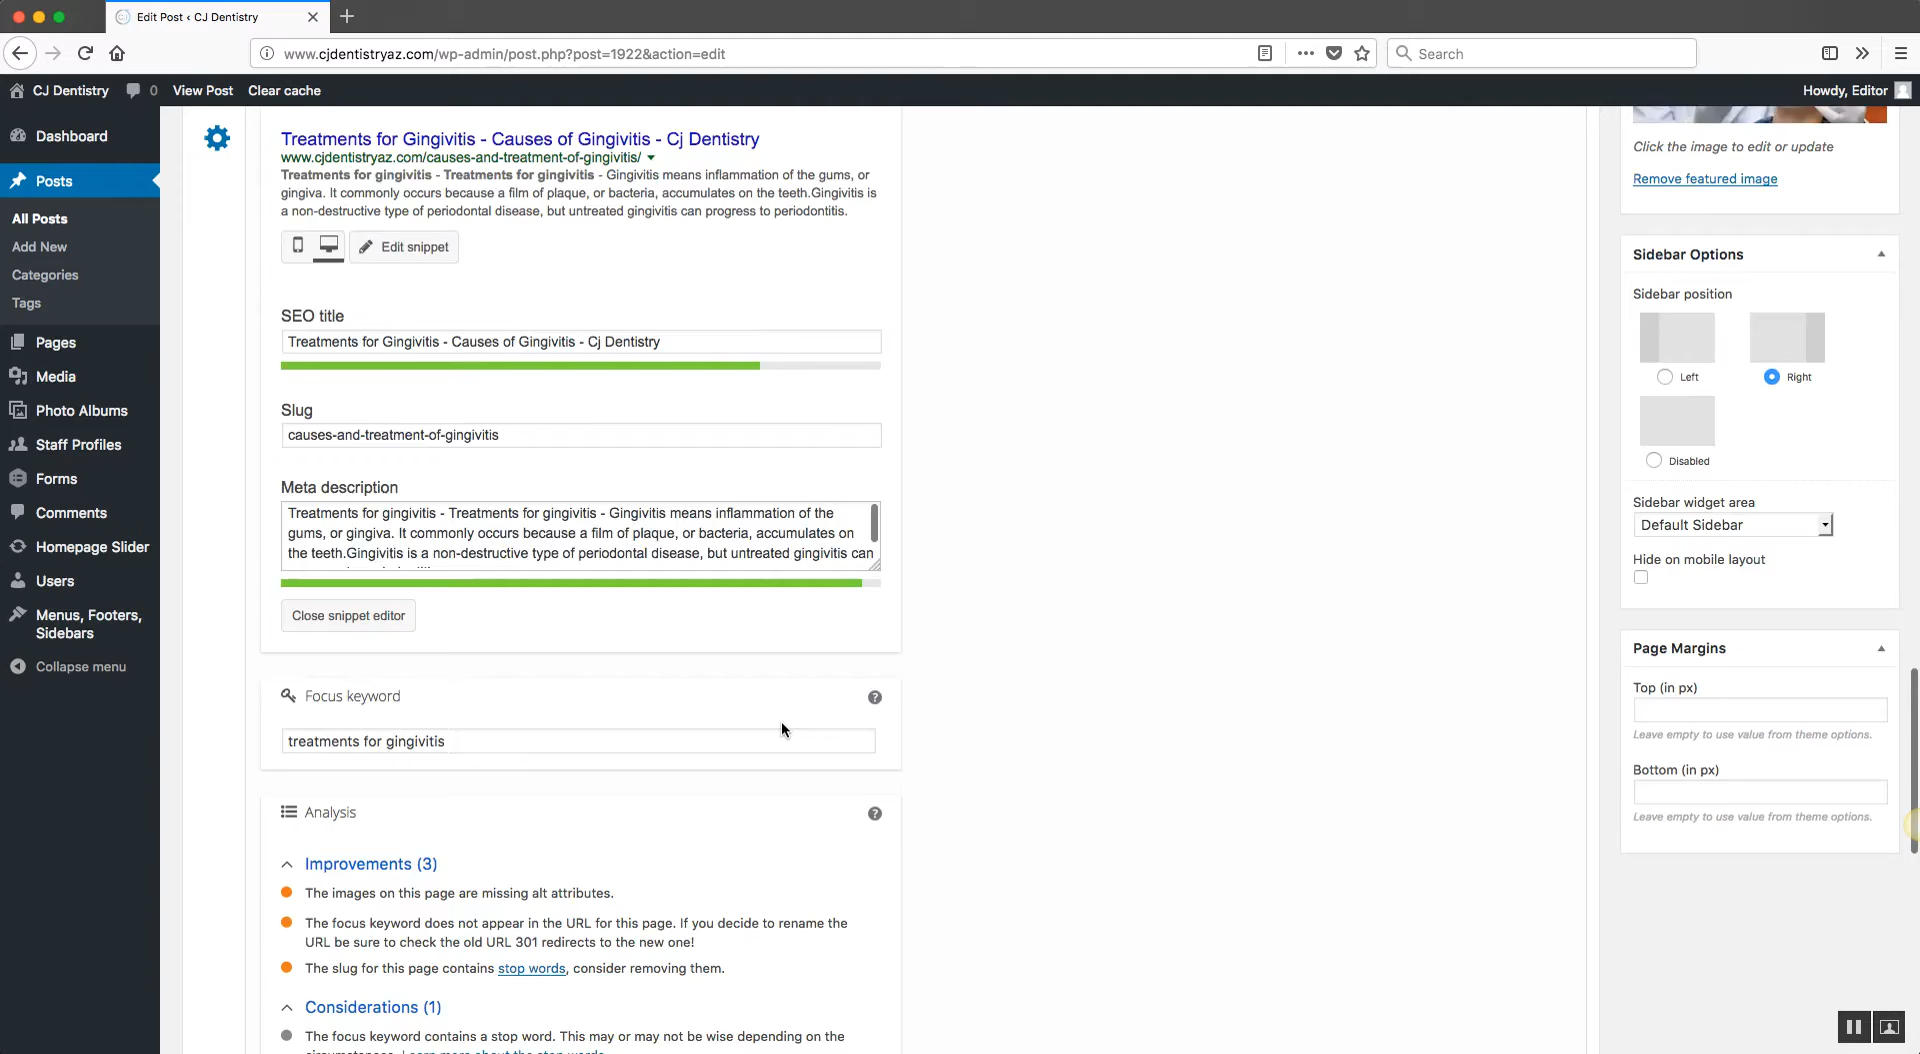 Edit Post ‹ CJ Dentistry
www.cjdentistryaz.com/wp-admin/post.php?post=1922&action=edit
Search
CJ Dentistry
0
View Post
Clear cache
Howdy, Editor
Dashboard
Posts
All Posts
Add New
Categories
Tags
Pages
Media
Photo Albums
Staff Profiles
Forms
Comments
Homepage Slider
Users
Menus, Footers,
Sidebars
Collapse menu
Treatments for Gingivitis - Causes of Gingivitis - Cj Dentistry
www.cjdentistryaz.com/causes-and-treatment-of-gingivitis/
Treatments for gingivitis - Treatments for gingivitis - Gingivitis means inflammation of the gums, or
gingiva. It commonly occurs because a film of plaque, or bacteria, accumulates on the teeth.Gingivitis is
a non-destructive type of periodontal disease, but untreated gingivitis can progress to periodontitis.
Edit snippet
SEO title
Treatments for Gingivitis - Causes of Gingivitis - Cj Dentistry
Slug
causes-and-treatment-of-gingivitis
Meta description
Treatments for gingivitis - Treatments for gingivitis - Gingivitis means inflammation of the
gums, or gingiva. It commonly occurs because a film of plaque, or bacteria, accumulates on
the teeth.Gingivitis is a non-destructive type of periodontal disease, but untreated gingivitis can
Close snippet editor
Focus keyword
treatments for gingivitis
Analysis
Improvements (3)
The images on this page are missing alt attributes.
The focus keyword does not appear in the URL for this page. If you decide to rename the
URL be sure to check the old URL 301 redirects to the new one!
The slug for this page contains stop words, consider removing them.
Considerations (1)
The focus keyword contains a stop word. This may or may not be wise depending on the
Click the image to edit or update
Remove featured image
Sidebar Options
Sidebar position
Left
Right
Disabled
Sidebar widget area
Default Sidebar
Hide on mobile layout
Page Margins
Top (in px)
Leave empty to use value from theme options.
Bottom (in px)
Leave empty to use value from theme options.